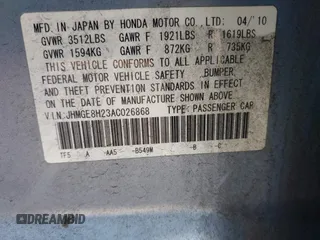 MFD. IN JAPAN BY HONDA MOTOR CO., LTD: 04/10
GVWR 3512LBS GAWR F 1921LBS R 1619LBS
GVWR 1594KG GAWR F 872KG R 735KG
THIS VEHICLE CONFORMS TO ALL APPLICABLE
FEDERAL MOTOR VEHICLE SAFETY, BUMPER,
AND THEFT PREVENTION STANDARDS IN EFFECT ON THE
DATE OF MANUFACTURE SHOWN ABOVE.
V.I.N: JHMGE8H23AC026868 TYPE: PASSENGER CAR
TF5 A -AA5 -B549M -B -C
DREAMBID